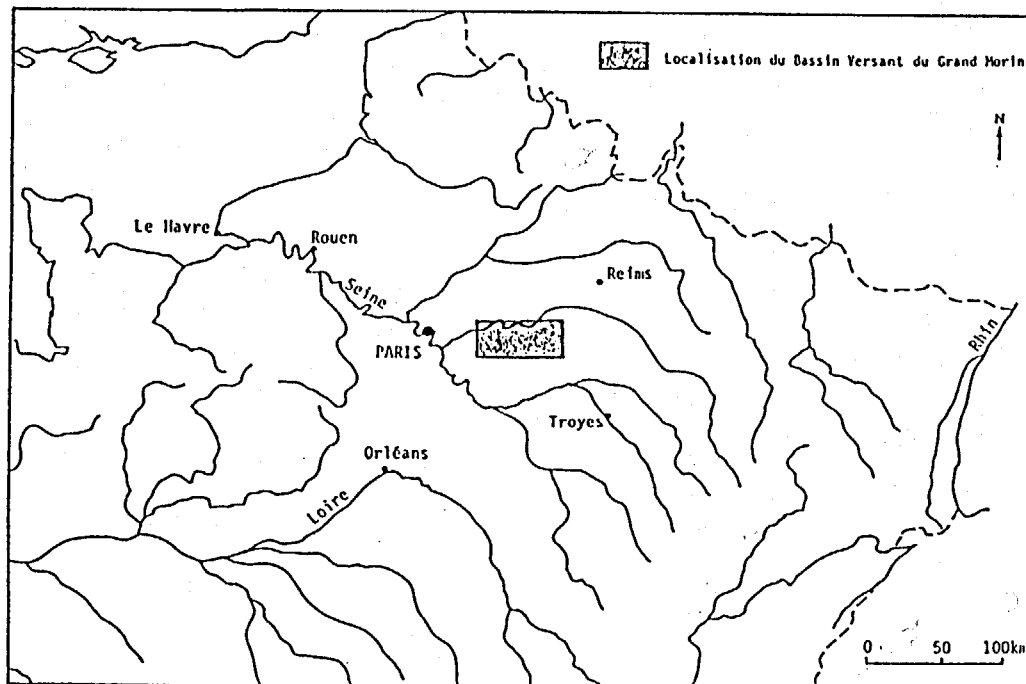 Localisation du Bassin Versant du Grand Morin
N
Le Havre
Rouen
Seine
Reims
PARIS
Rhin
Troyes
Orléans
Loire
0 50 100km